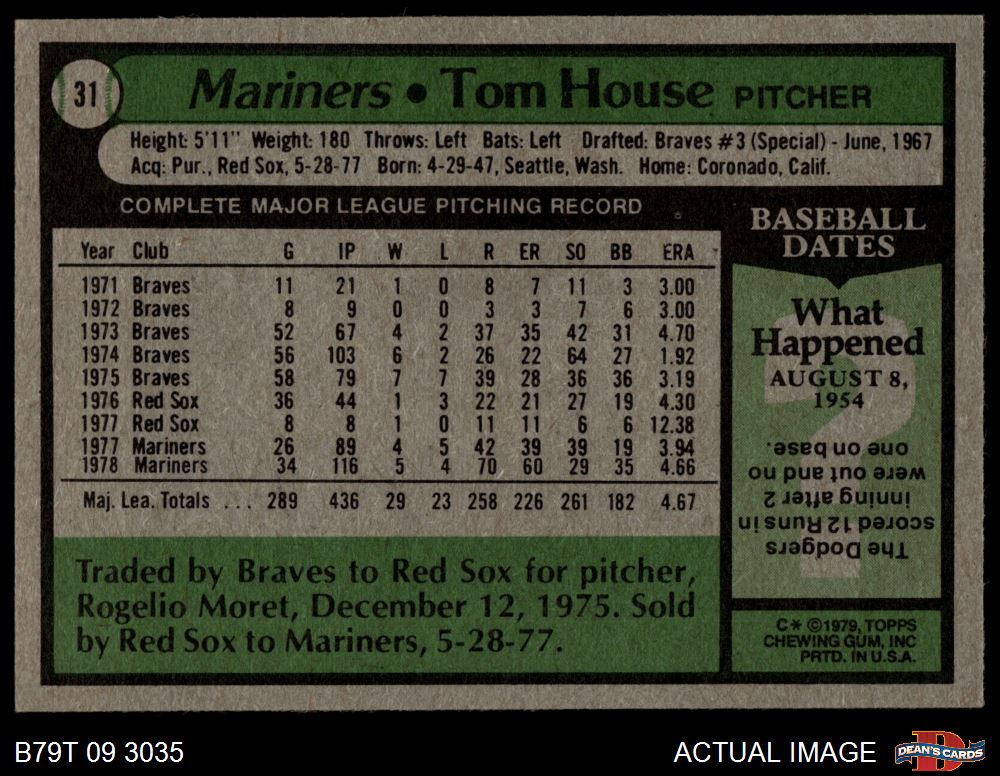 31 Mariners • Tom House PITCHER
Height: 5'11" Weight: 180 Throws: Left Bats: Left Drafted: Braves #3 (Special) - June, 1967
Acq: Pur., Red Sox, 5-28-77 Born: 4-29-47, Seattle, Wash. Home: Coronado, Calif.
COMPLETE MAJOR LEAGUE PITCHING RECORD
Year Club G IP W L R ER SO BB ERA
1971 Braves 11 21 1 0 8 7 11 3 3.00
1972 Braves 8 9 0 0 3 3 7 6 3.00
1973 Braves 52 67 4 2 37 35 42 31 4.70
1974 Braves 56 103 6 2 26 22 64 27 1.92
1975 Braves 58 79 7 7 39 28 36 36 3.19
1976 Red Sox 36 44 1 3 22 21 27 19 4.30
1977 Red Sox 8 8 1 0 11 11 6 6 12.38
1977 Mariners 26 89 4 5 42 39 39 19 3.94
1978 Mariners 34 116 5 4 70 60 29 35 4.66
Maj. Lea. Totals . . . 289 436 29 23 258 226 261 182 4.67
Traded by Braves to Red Sox for pitcher,
Rogelio Moret, December 12, 1975. Sold
by Red Sox to Mariners, 5-28-77.
BASEBALL
DATES
What
Happened
AUGUST 8,
1954
The Dodgers
scored 12 Runs in
inning after 2
were out and no
one on base.
C* ©1979, TOPPS
CHEWING GUM, INC
PRTD. IN U.S.A.
B79T 09 3035
ACTUAL IMAGE
D
DEAN'S CARDS